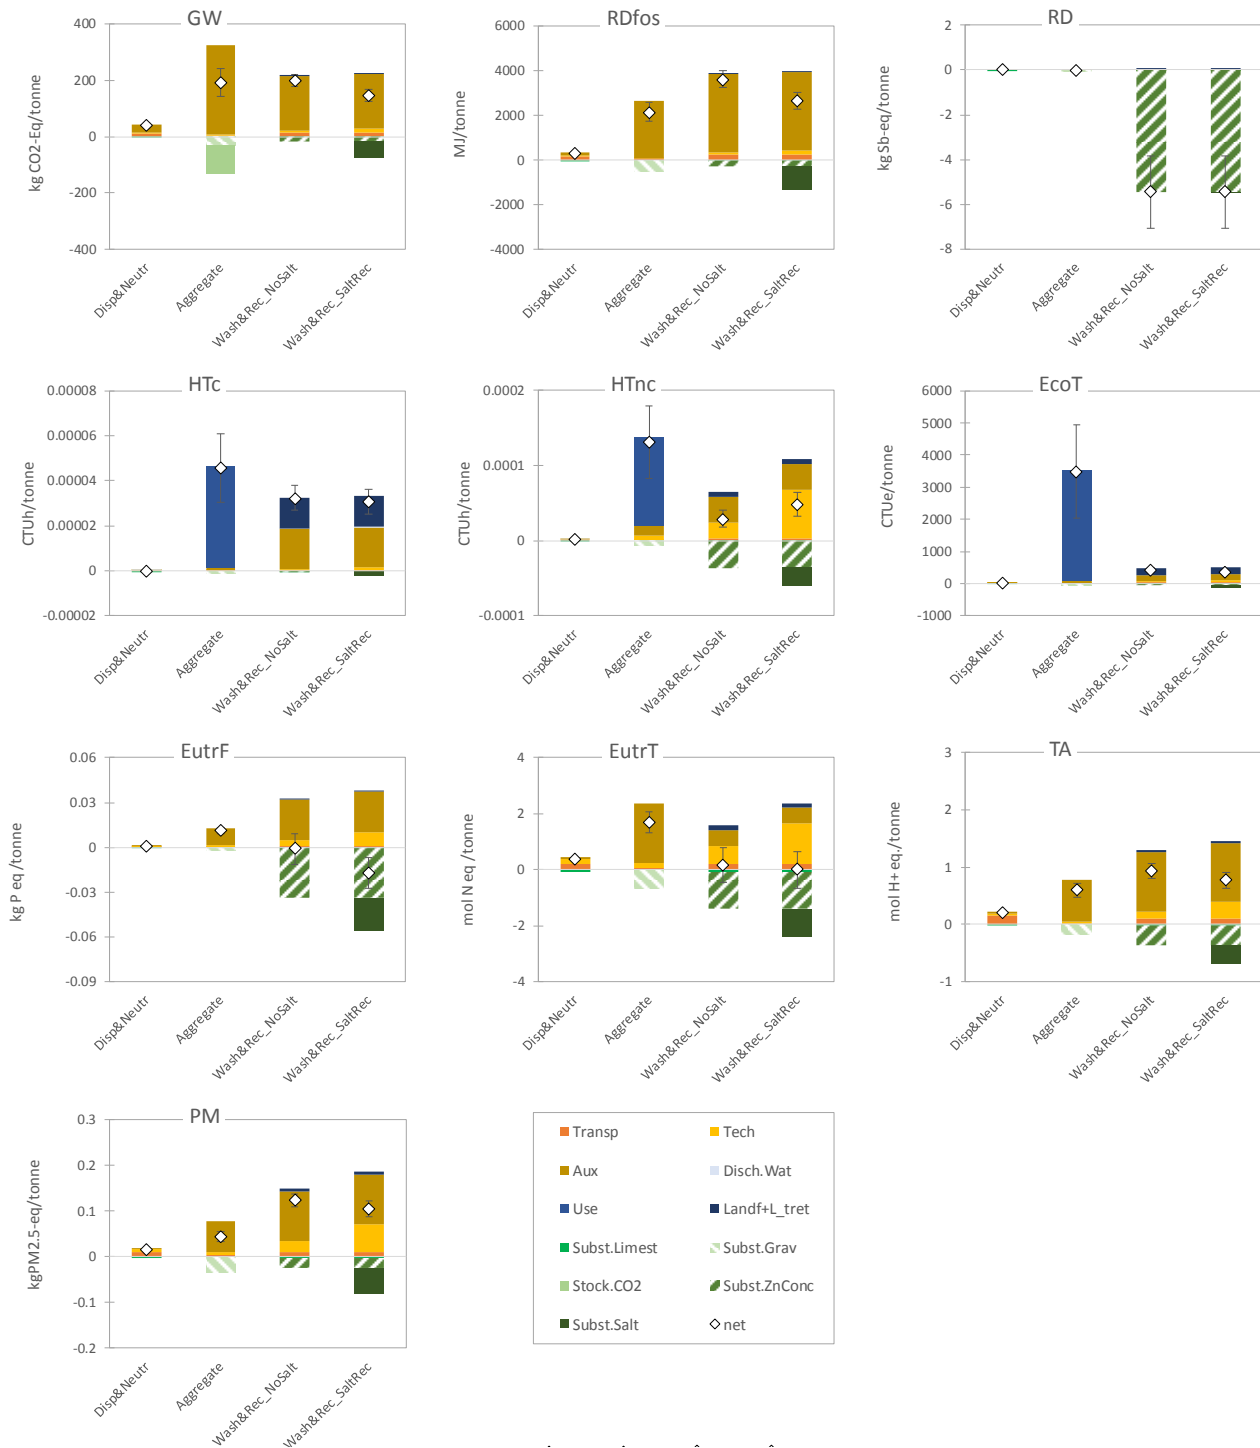 GW
kg CO2-Eq/tonne
400
200
0
-200
-400
Disp&Neutr
Aggregate
Wash&Rec_NoSalt
Wash&Rec_SaltRec
RDfos
MJ/tonne
6000
4000
2000
0
-2000
-4000
Disp&Neutr
Aggregate
Wash&Rec_NoSalt
Wash&Rec_SaltRec
RD
kg Sb-eq/tonne
2
0
-2
-4
-6
-8
Disp&Neutr
Aggregate
Wash&Rec_NoSalt
Wash&Rec_SaltRec
HTc
CTUh/tonne
0.00008
0.00006
0.00004
0.00002
0
-0.00002
Disp&Neutr
Aggregate
Wash&Rec_NoSalt
Wash&Rec_SaltRec
HTnc
CTUh/tonne
0.0002
0.0001
0
-0.0001
Disp&Neutr
Aggregate
Wash&Rec_NoSalt
Wash&Rec_SaltRec
EcoT
CTUe/tonne
6000
5000
4000
3000
2000
1000
0
-1000
Disp&Neutr
Aggregate
Wash&Rec_NoSalt
Wash&Rec_SaltRec
EutrF
kg P eq /tonne
0.06
0.03
0
-0.03
-0.06
-0.09
Disp&Neutr
Aggregate
Wash&Rec_NoSalt
Wash&Rec_SaltRec
EutrT
mol N eq /tonne
4
2
0
-2
-4
Disp&Neutr
Aggregate
Wash&Rec_NoSalt
Wash&Rec_SaltRec
TA
mol H+ eq./tonne
3
2
1
0
-1
Disp&Neutr
Aggregate
Wash&Rec_NoSalt
Wash&Rec_SaltRec
PM
kgPM2.5-eq/tonne
0.3
0.2
0.1
0
-0.1
-0.2
Disp&Neutr
Aggregate
Wash&Rec_NoSalt
Wash&Rec_SaltRec
Transp
Tech
Aux
Disch.Wat
Use
Landf+L_tret
Subst.Limest
Subst.Grav
Stock.CO2
Subst.ZnConc
Subst.Salt
net